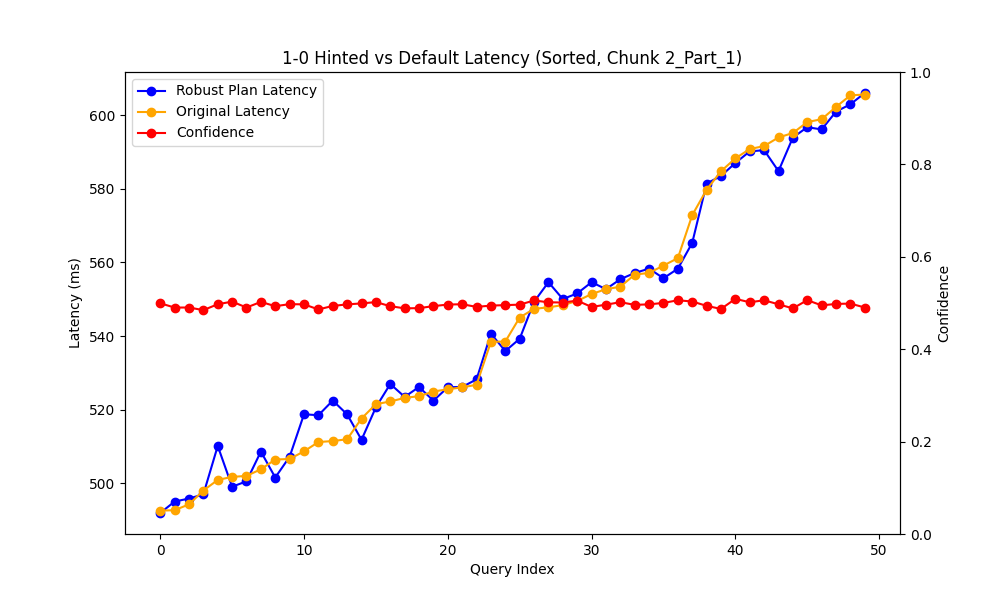 1-0 Hinted vs Default Latency (Sorted, Chunk 2_Part_1)
Robust Plan Latency
Original Latency
Confidence
Latency (ms)
600
580
560
540
520
500
1.0
0.8
0.6
0.4
0.2
0.0
Confidence
0
10
20
30
40
50
Query Index